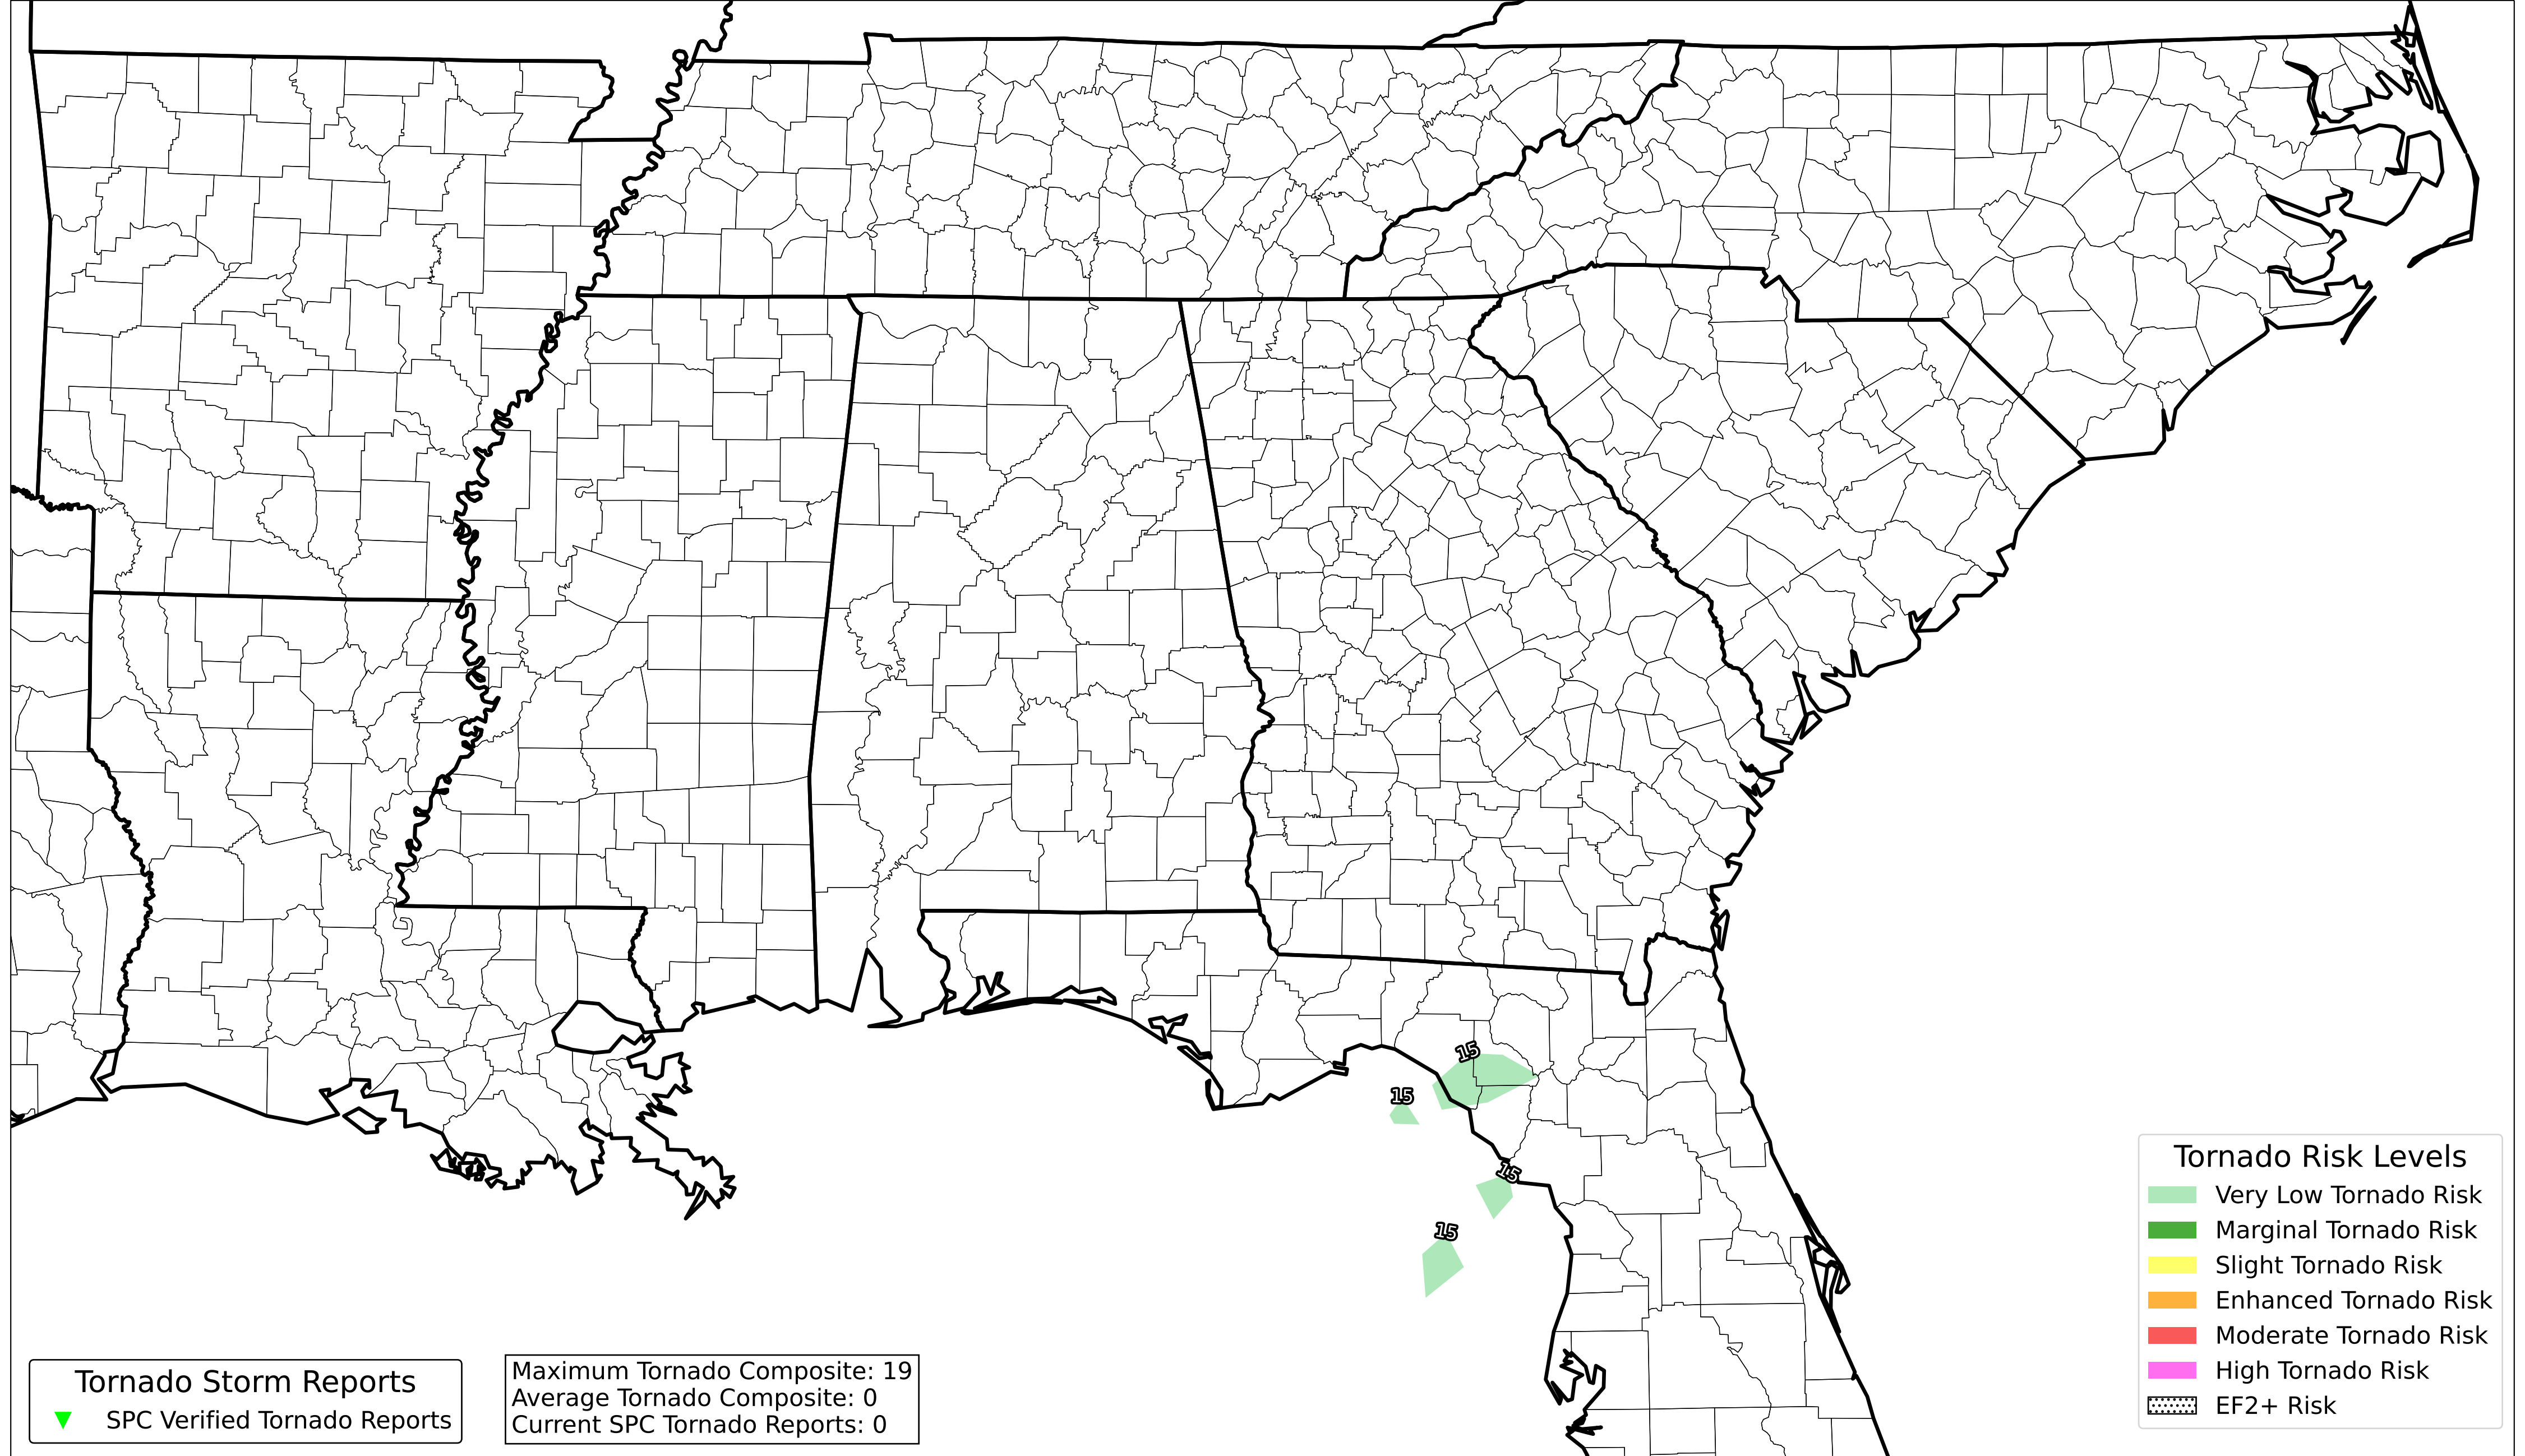 15
15
15
15
Tornado Risk Levels
Very Low Tornado Risk
Marginal Tornado Risk
Slight Tornado Risk
Enhanced Tornado Risk
Moderate Tornado Risk
High Tornado Risk
EF2+ Risk
Tornado Storm Reports
SPC Verified Tornado Reports
Maximum Tornado Composite: 19
Average Tornado Composite: 0
Current SPC Tornado Reports: 0